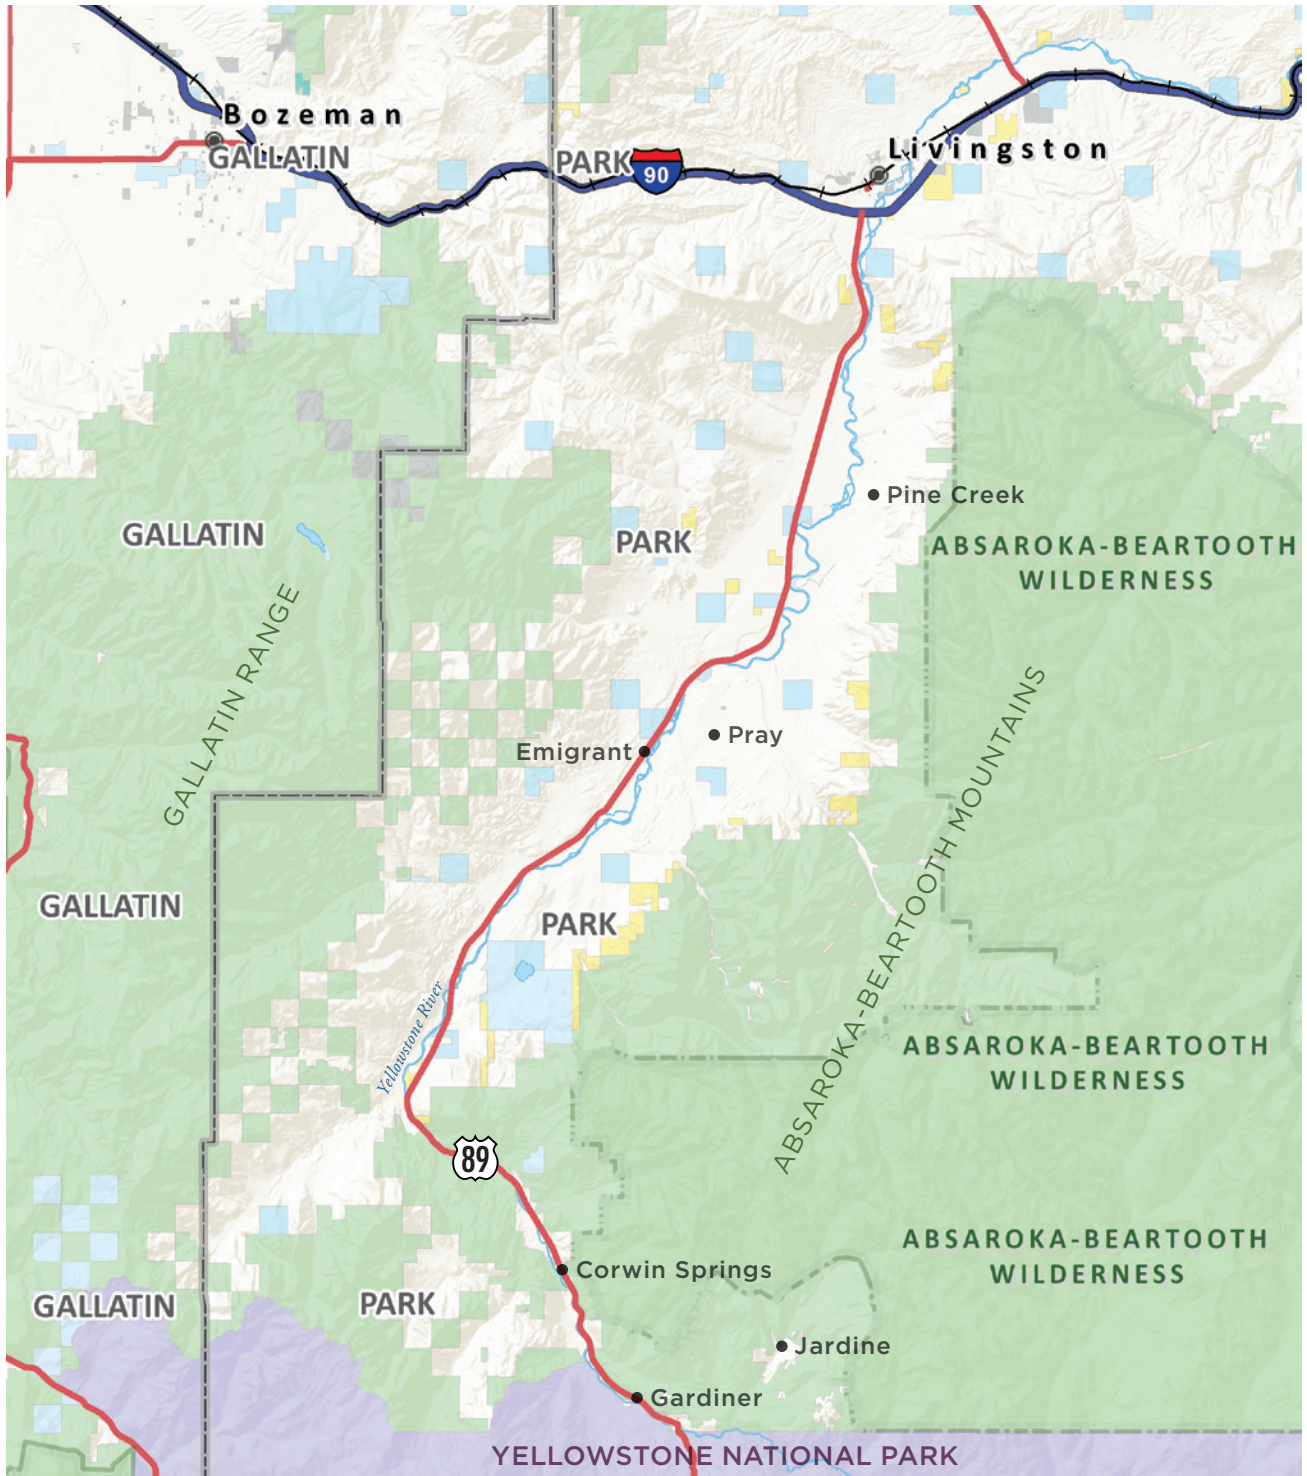 Bozeman
GALLATIN
PARK
90
Livingston
Pine Creek
GALLATIN
PARK
ABSAROKA-BEARTOOTH
WILDERNESS
GALLATIN RANGE
Emigrant
Pray
ABSAROKA-BEARTOOTH MOUNTAINS
GALLATIN
PARK
Yellowstone River
ABSAROKA-BEARTOOTH
WILDERNESS
89
ABSAROKA-BEARTOOTH
WILDERNESS
Corwin Springs
GALLATIN
PARK
Jardine
Gardiner
YELLOWSTONE NATIONAL PARK